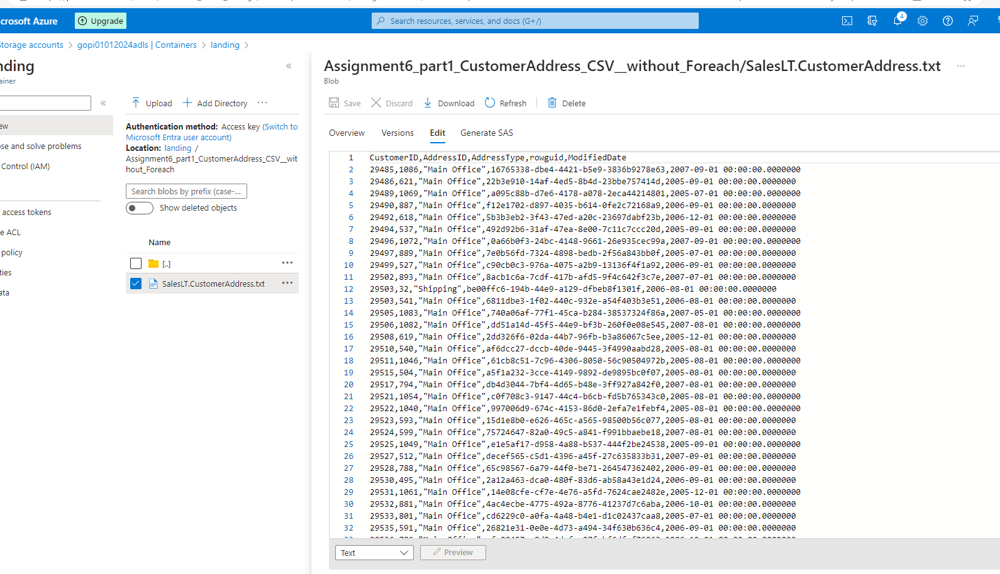 crosoft Azure
Upgrade
Search resources, services, and docs (G+/)
4
Storage accounts > gopi01012024adls | Containers > landing >
nding
ainer
«
Assignment6_part1_CustomerAddress_CSV__without_Foreach/SalesLT.CustomerAddress.txt ...
Blob
«
ew
ose and solve problems
Control (IAM)
access tokens
e ACL
policy
ties
ata
Upload
Add Directory
...
Authentication method: Access key (Switch to
Microsoft Entra user account)
Location: landing /
Assignment6_part1_CustomerAddress_CSV__wit
hout_Foreach
Search blobs by prefix (case-...
Show deleted objects
Name
[..]
...
SalesLT.CustomerAddress.txt
...
Save
Discard
Download
Refresh
Delete
Overview
Versions
Edit
Generate SAS
1 CustomerID,AddressID,AddressType,rowguid,ModifiedDate
2 29485,1086,"Main Office",16765338-dbe4-4421-b5e9-3836b9278e63,2007-09-01 00:00:00.0000000
3 29486,621,"Main Office",22b3e910-14af-4ed5-8b4d-23bbe757414d,2005-09-01 00:00:00.0000000
4 29489,1069,"Main Office",a095c88b-d7e6-4178-a078-2eca44214801,2005-07-01 00:00:00.0000000
5 29490,887,"Main Office",f12e1702-d897-4035-b614-0fe2c72168a9,2006-09-01 00:00:00.0000000
6 29492,618,"Main Office",5b3b3eb2-3f43-47ed-a20c-23697dabf23b,2006-12-01 00:00:00.0000000
7 29494,537,"Main Office",492d92b6-31af-47ea-8e00-7c11c7ccc20d,2005-09-01 00:00:00.0000000
8 29496,1072,"Main Office",0a66b0f3-24bc-4148-9661-26e935cec99a,2007-09-01 00:00:00.0000000
9 29497,889,"Main Office",7e0b56fd-7324-4898-bedb-2f56a843bb0f,2005-07-01 00:00:00.0000000
10 29499,527,"Main Office",c90cb0c3-976a-4075-a2b9-13136f4f1a92,2006-09-01 00:00:00.0000000
11 29502,893,"Main Office",8acb1c6a-7cdf-417b-afd5-9f4c642f3c7e,2007-07-01 00:00:00.0000000
12 29503,32,"Shipping",be00ffc6-194b-44e9-a129-dfbeb8f1301f,2006-08-01 00:00:00.0000000
13 29503,541,"Main Office",6811dbe3-1f02-440c-932e-a54f403b3e51,2006-08-01 00:00:00.0000000
14 29505,1083,"Main Office",740a06af-77f1-45ca-b284-38537324f86a,2007-05-01 00:00:00.0000000
15 29506,1082,"Main Office",dd51a14d-45f5-44e9-bf3b-260f0e08e545,2007-08-01 00:00:00.0000000
16 29508,619,"Main Office",2dd326f6-02da-44b7-96fb-b3a86067c5ee,2005-12-01 00:00:00.0000000
17 29510,540,"Main Office",af6dcc27-dccb-40de-9445-3f4990aabd28,2005-08-01 00:00:00.0000000
18 29511,1046,"Main Office",61cb8c51-7c96-4306-8050-56c90504972b,2005-08-01 00:00:00.0000000
19 29515,504,"Main Office",a5f1a232-3cce-4149-9892-de9895bc0f07,2005-08-01 00:00:00.0000000
20 29517,794,"Main Office",db4d3044-7bf4-4d65-b48e-3ff927a842f0,2007-08-01 00:00:00.0000000
21 29521,1054,"Main Office",c0f708c3-9147-44c4-b6cb-fd5b765343c0,2005-08-01 00:00:00.0000000
22 29522,1040,"Main Office",997006d9-674c-4153-86d0-2efa7e1febf4,2005-08-01 00:00:00.0000000
23 29523,593,"Main Office",15d1e8b0-e626-465c-a565-98500b56c077,2005-08-01 00:00:00.0000000
24 29524,599,"Main Office",75724647-82a0-49c5-a841-f991bbaebe18,2007-08-01 00:00:00.0000000
25 29525,1049,"Main Office",e1e5af17-d958-4a88-b537-444f2be24538,2005-09-01 00:00:00.0000000
26 29527,512,"Main Office",decef565-c5d1-4396-a45f-27c635833b31,2007-09-01 00:00:00.0000000
27 29528,788,"Main Office",65c98567-6a79-44f0-be71-264547362402,2006-09-01 00:00:00.0000000
28 29530,495,"Main Office",2a12a463-dca0-480f-83d6-ab58a43e1d24,2006-09-01 00:00:00.0000000
29 29531,1061,"Main Office",14e08cfe-cf7e-4e76-a5fd-7624cae2482e,2005-12-01 00:00:00.0000000
30 29532,881,"Main Office",4ac4ecbe-4775-492a-8776-41237d7c6aba,2006-10-01 00:00:00.0000000
31 29533,801,"Main Office",cd6229c0-a0fa-4a48-b4e1-d1c02437caa8,2005-07-01 00:00:00.0000000
32 29535,591,"Main Office",26821e31-0e0e-4d73-a494-34f630b636c4,2006-09-01 00:00:00.0000000
Text
Preview